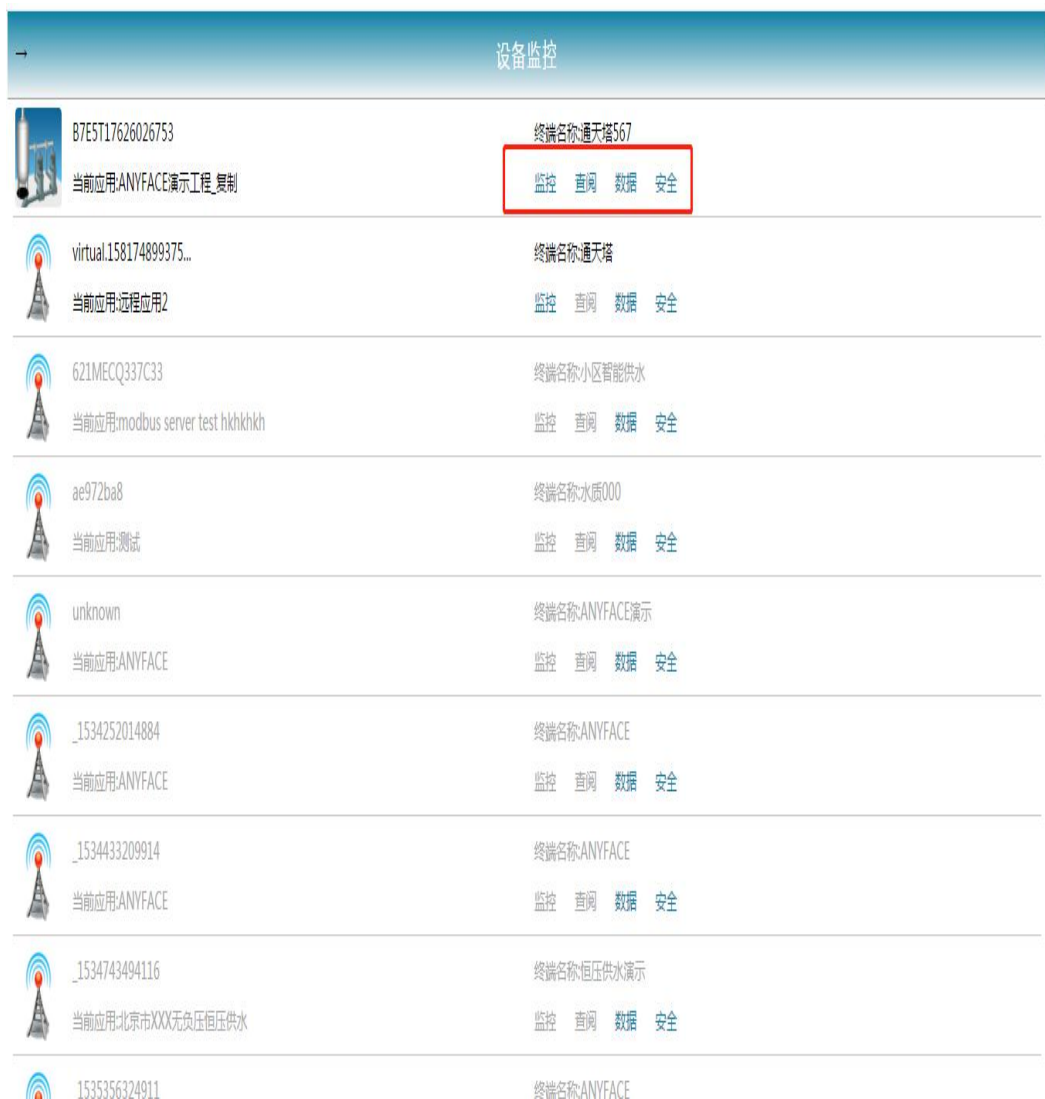 → 设备监控
B7E5T17626026753 终端名称:通天塔567
当前应用:ANYFACE演示工程_复制 监控 查阅 数据 安全
virtual.158174899375... 终端名称:通天塔
当前应用:远程应用2 监控 查阅 数据 安全
621MECQ337C33 终端名称:小区智能供水
当前应用:modbus server test hkhkhkh 监控 查阅 数据 安全
ae972ba8 终端名称:水质000
当前应用:测试 监控 查阅 数据 安全
unknown 终端名称:ANYFACE演示
当前应用:ANYFACE 监控 查阅 数据 安全
_1534252014884 终端名称:ANYFACE
当前应用:ANYFACE 监控 查阅 数据 安全
_1534433209914 终端名称:ANYFACE
当前应用:ANYFACE 监控 查阅 数据 安全
_1534743494116 终端名称:恒压供水演示
当前应用:北京市XXX无负压恒压供水 监控 查阅 数据 安全
_1535356324911 终端名称:ANYFACE